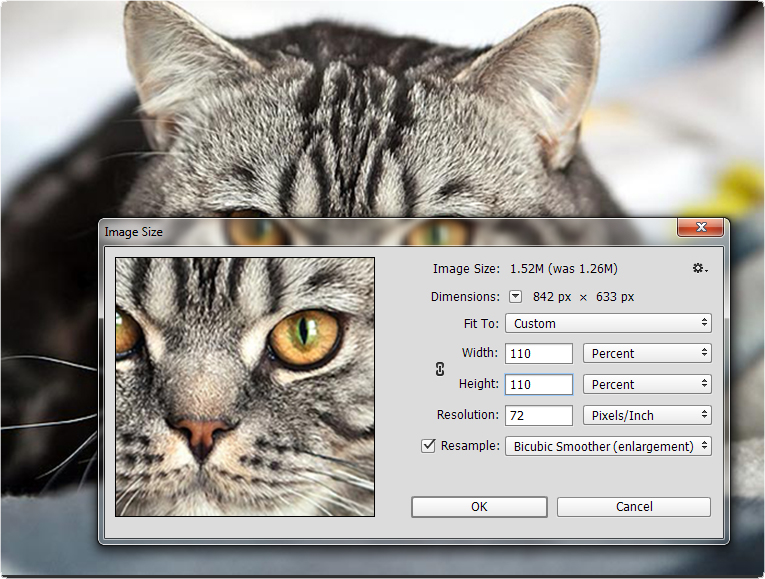 Image Size
Image Size: 1.52M (was 1.26M)
Dimensions: 842 px × 633 px
Fit To: Custom
Width: 110 Percent
Height: 110 Percent
Resolution: 72 Pixels/Inch
Resample: Bicubic Smoother (enlargement)
OK Cancel